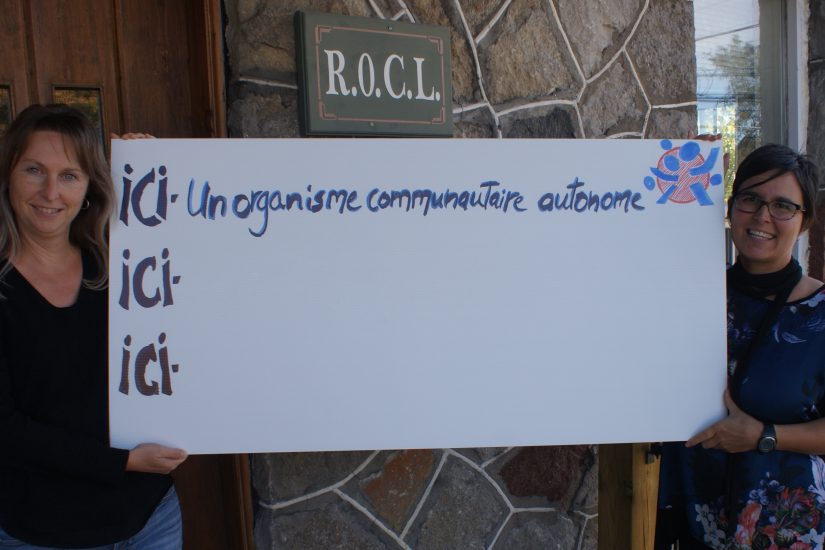 R.O.C.L.
ici- Un organisme communautaire autonome
ici-
ici-